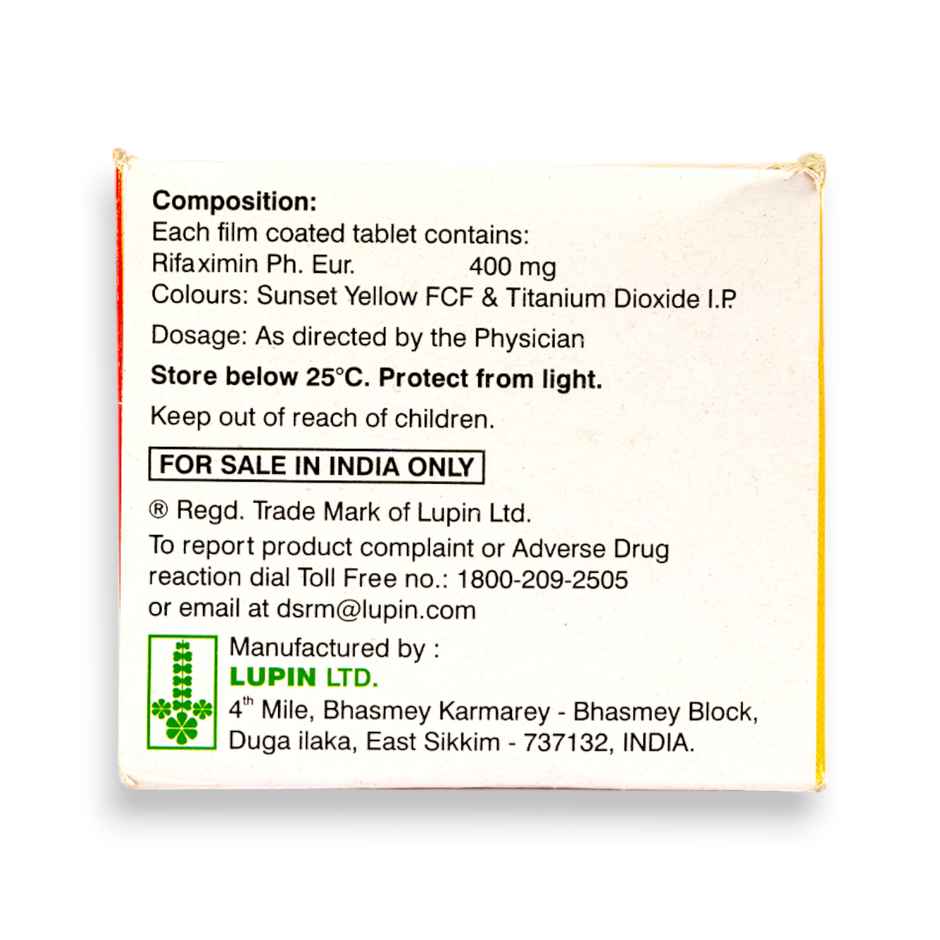 Composition:
Each film coated tablet contains:
Rifaximin Ph. Eur. 400 mg
Colours: Sunset Yellow FCF & Titanium Dioxide I.P.
Dosage: As directed by the Physician
Store below 25°C. Protect from light.
Keep out of reach of children.
FOR SALE IN INDIA ONLY
® Regd. Trade Mark of Lupin Ltd.
To report product complaint or Adverse Drug
reaction dial Toll Free no.: 1800-209-2505
or email at dsrm@lupin.com
Manufactured by :
LUPIN LTD.
4th Mile, Bhasmey Karmarey - Bhasmey Block,
Duga ilaka, East Sikkim - 737132, INDIA.